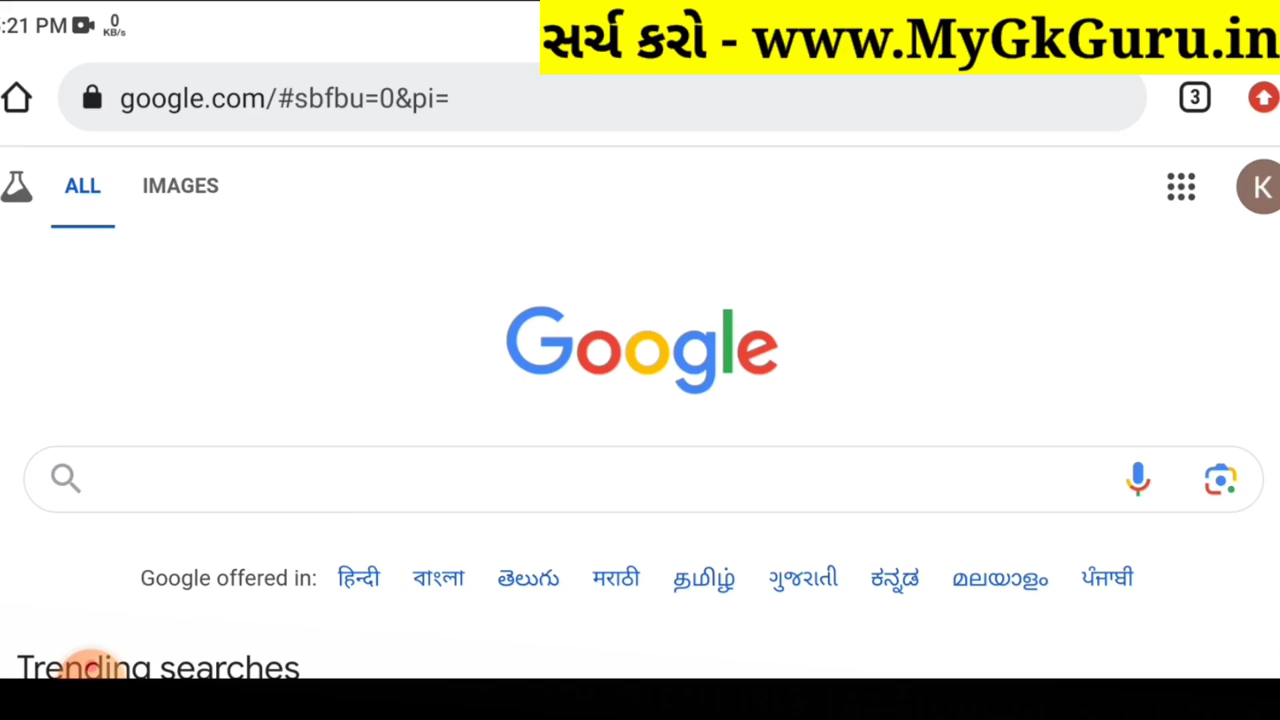 :21 PM 0 KB/s
સર્ચ કરો - www.MyGkGuru.in
google.com/#sbfbu=0&pi=
3
ALL IMAGES
K
Google
Google offered in: हिन्दी বাংলা తెలుగు मराठी தமிழ் ગુજરાતી ಕನ್ನಡ മലയാളം ਪੰਜਾਬੀ
Trending searches